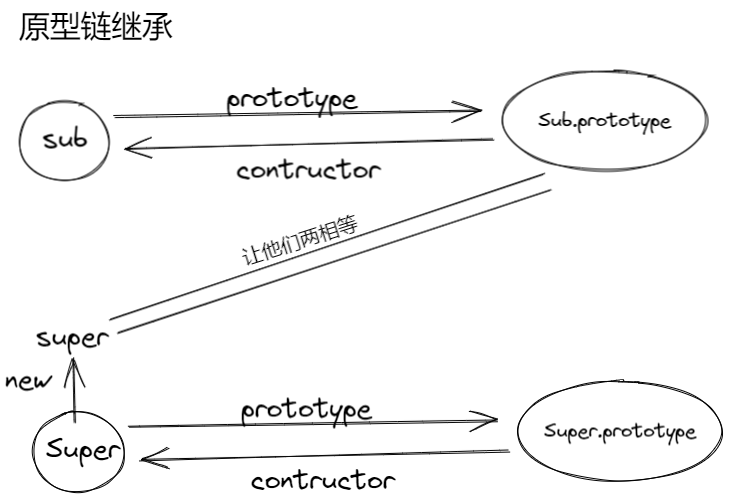 原型链继承
prototype
sub
Sub.prototype
contructor
让他们两相等
super
new
prototype
Super
Super.prototype
contructor